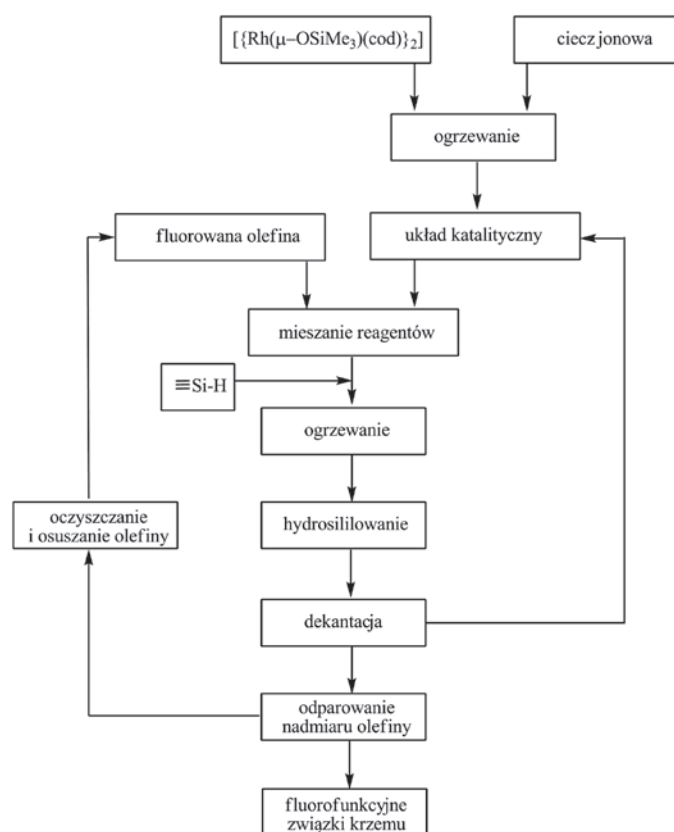 [{Rh(μ–OSiMe₃)(cod)}₂]
ciecz jonowa
ogrzewanie
fluorowana olefina
układ katalityczny
mieszanie reagentów
≡Si-H
ogrzewanie
oczyszczanie
i osuszanie olefiny
hydrosililowanie
dekantacja
odparowanie
nadmiaru olefiny
fluorofunkcyjne
związki krzemu